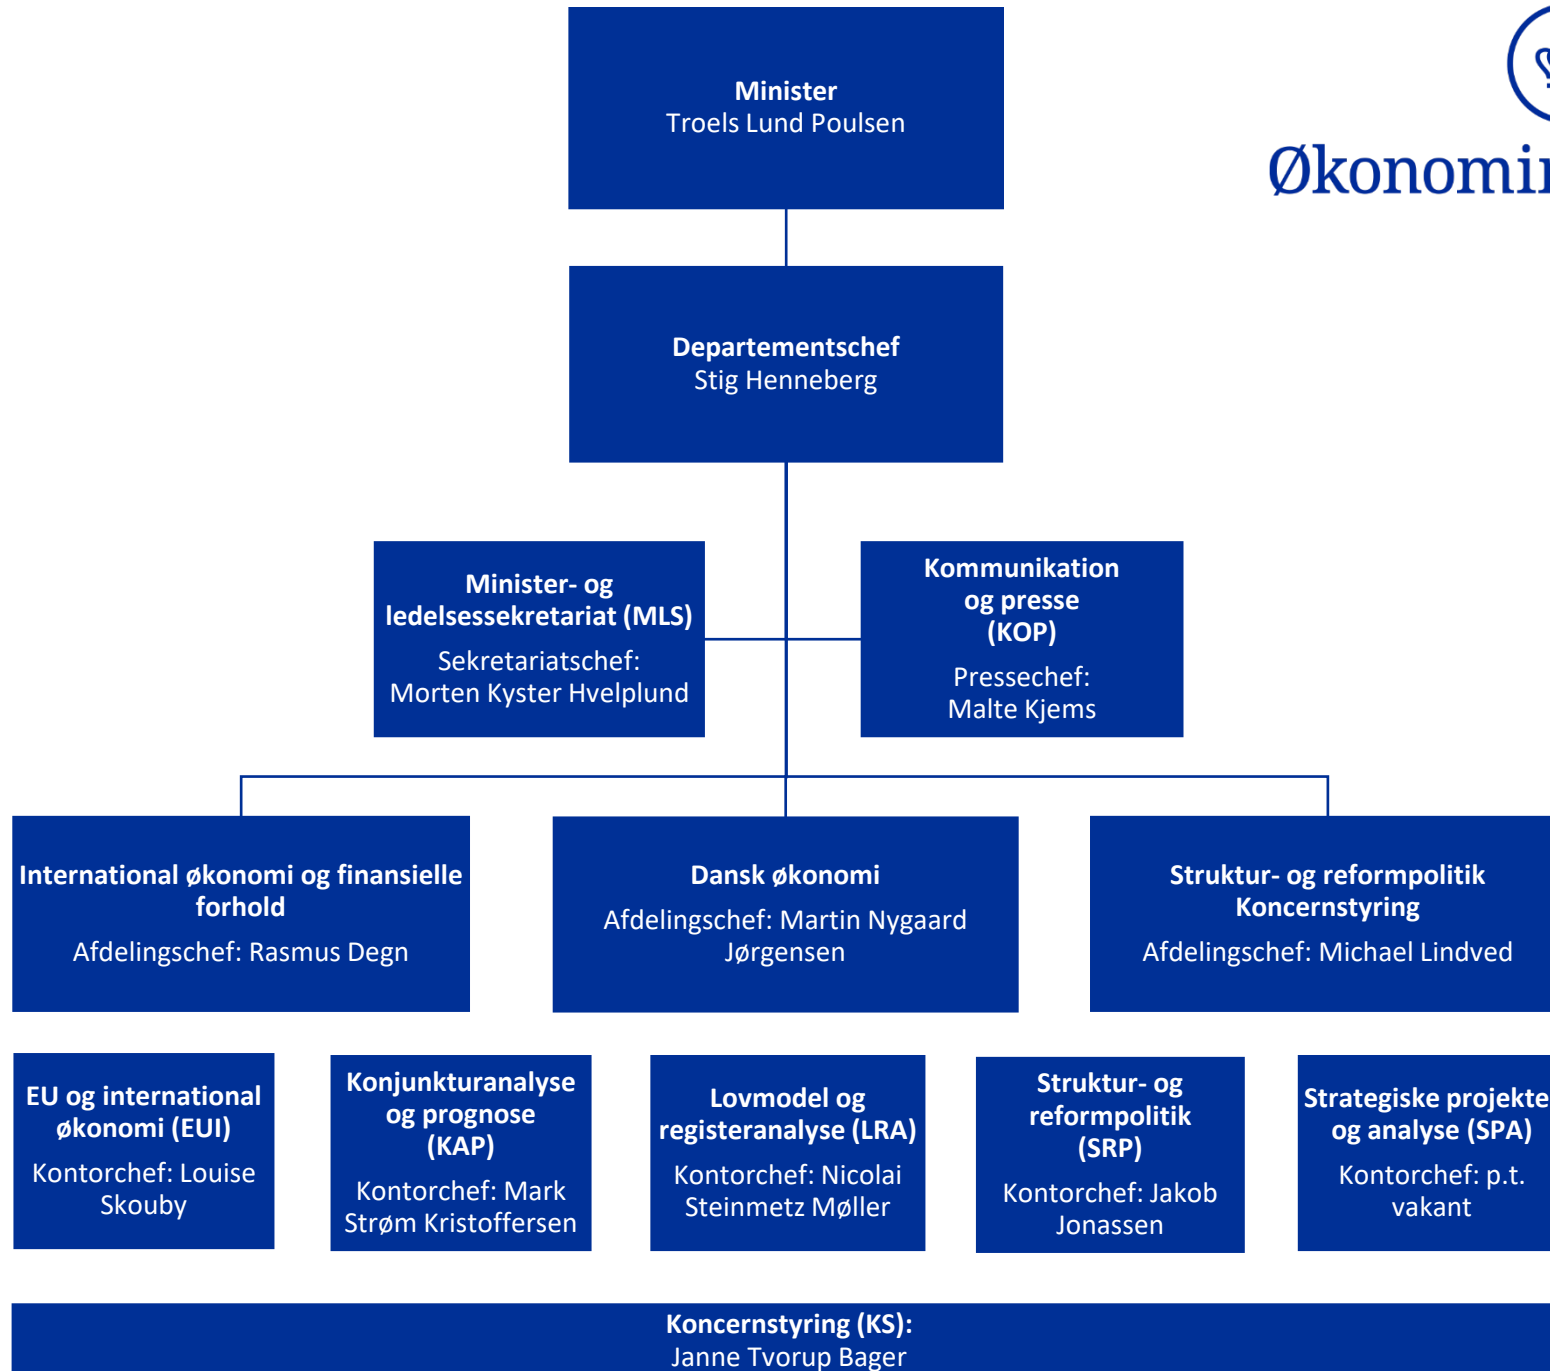 Minister
Troels Lund Poulsen
Økonomin
Departementschef
Stig Henneberg
Minister- og
ledelsessekretariat (MLS)
Sekretariatschef:
Morten Kyster Hvelplund
Kommunikation
og presse
(KOP)
Pressechef:
Malte Kjems
International økonomi og finansielle
forhold
Afdelingschef: Rasmus Degn
Dansk økonomi
Afdelingschef: Martin Nygaard
Jørgensen
Struktur- og reformpolitik
Koncernstyring
Afdelingschef: Michael Lindved
EU og international
økonomi (EUI)
Kontorchef: Louise
Skouby
Konjunkturanalyse
og prognose
(KAP)
Kontorchef: Mark
Strøm Kristoffersen
Lovmodel og
registeranalyse (LRA)
Kontorchef: Nicolai
Steinmetz Møller
Struktur- og
reformpolitik
(SRP)
Kontorchef: Jakob
Jonassen
Strategiske projekte
og analyse (SPA)
Kontorchef: p.t.
vakant
Koncernstyring (KS):
Janne Tvorup Bager